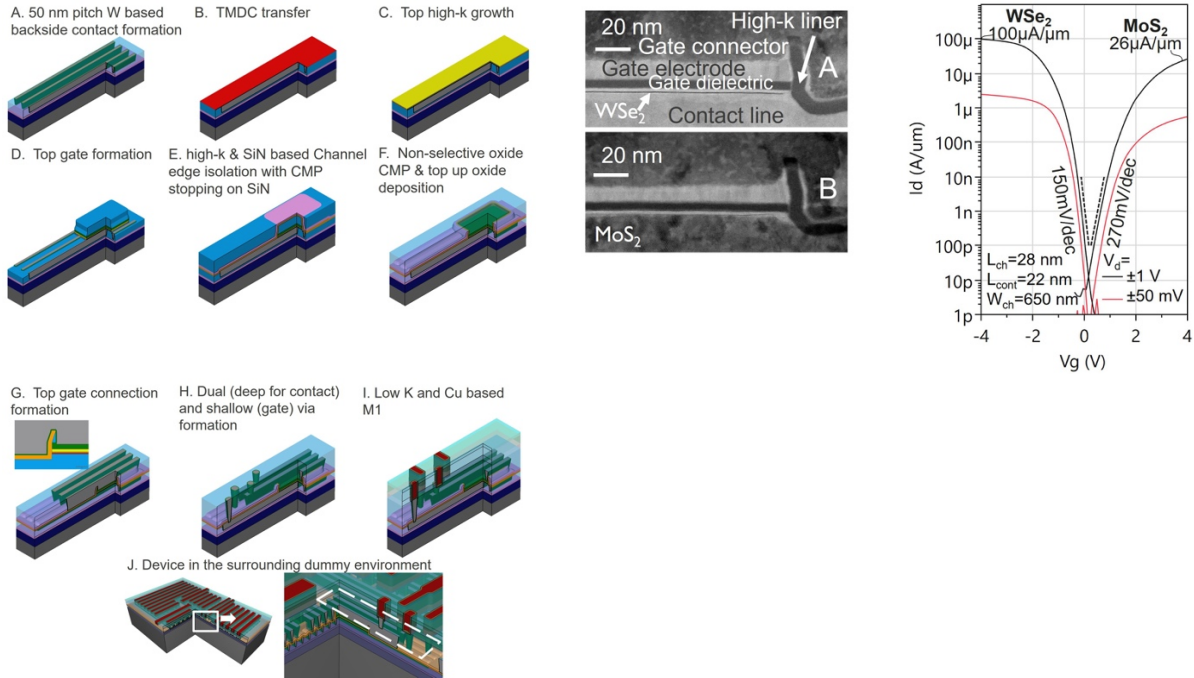 A. 50 nm pitch W based
backside contact formation
B. TMDC transfer
C. Top high-k growth
D. Top gate formation
E. high-k & SiN based Channel
edge isolation with CMP
stopping on SiN
F. Non-selective oxide
CMP & top up oxide
deposition
G. Top gate connection
formation
H. Dual (deep for contact)
and shallow (gate) via
formation
I. Low K and Cu based
M1
J. Device in the surrounding dummy environment
20 nm
High-k liner
Gate connector
Gate electrode
A
Gate dielectric
WSe₂
Contact line
20 nm
B
MoS₂
WSe₂
100µA/µm
MoS₂
26µA/µm
100µ
10µ
1µ
100n
10n
1n
100p
10p
1p
Id (A/um)
150mV/dec
270mV/dec
L_ch=28 nm
L_cont=22 nm
W_ch=650 nm
V_d=
±1 V
±50 mV
-4
-2
0
2
4
Vg (V)